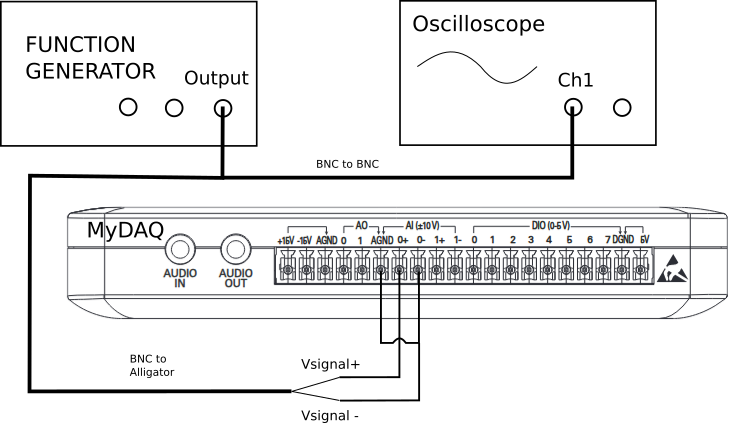 FUNCTION
GENERATOR
Output
Oscilloscope
Ch1
BNC to BNC
MyDAQ
AUDIO
IN
AUDIO
OUT
AO
AI (±10 V)
DIO (0-5 V)
+15V -15V AGND 0 1 AGND 0+ 0- 1+ 1- 0 1 2 3 4 5 6 7 DGND 5V
BNC to
Alligator
Vsignal+
Vsignal -